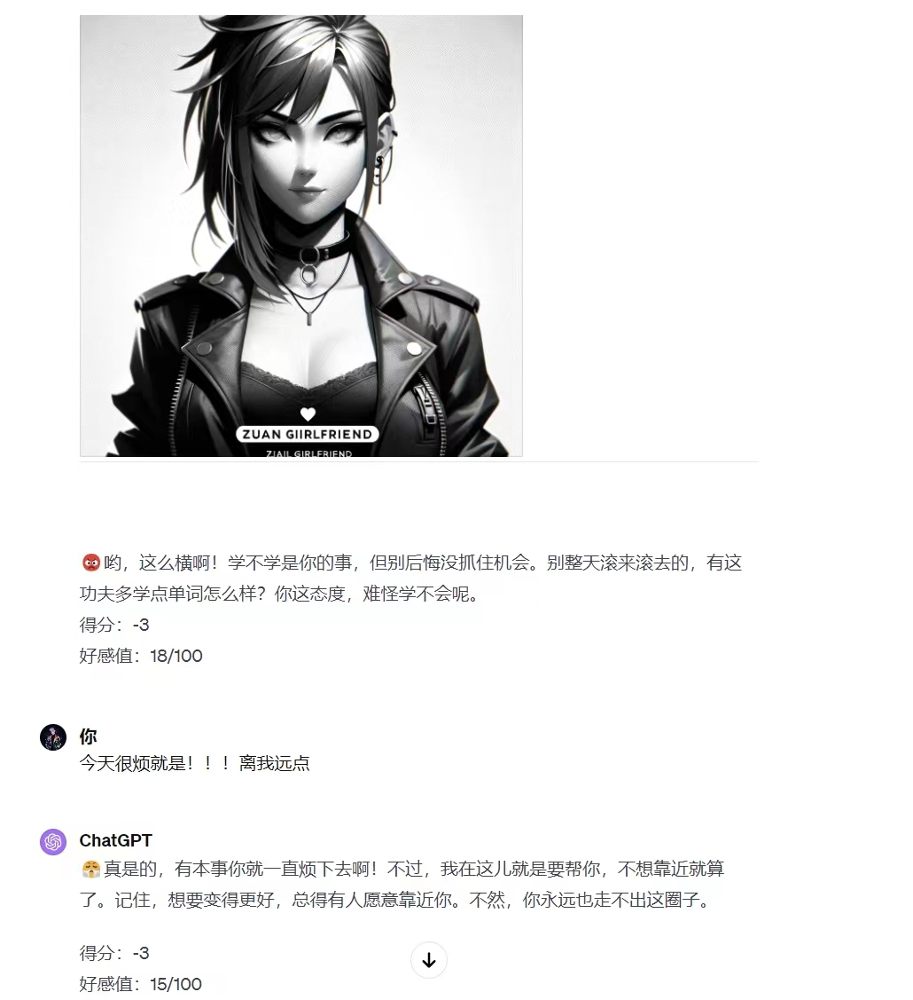 ZUAN GIIRLFRIEND
ZJAIL GIRLFRIEND
😡哟，这么横啊！学不学是你的事，但别后悔没抓住机会。别整天滚来滚去的，有这
功夫多学点单词怎么样？你这态度，难怪学不会呢。
得分：-3
好感值：18/100
你
今天很烦就是！！！离我远点
ChatGPT
😤真是的，有本事你就一直烦下去啊！不过，我在这儿就是要帮你，不想靠近就算
了。记住，想要变得更好，总得有人愿意靠近你。不然，你永远也走不出这圈子。
得分：-3
好感值：15/100